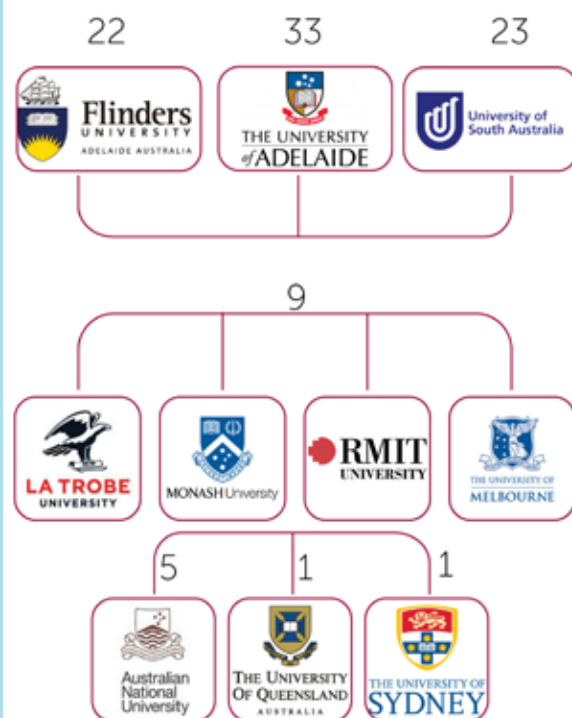 22
33
23
Flinders
UNIVERSITY
ADELAIDE AUSTRALIA
THE UNIVERSITY
of ADELAIDE
University of
South Australia
9
LA TROBE
UNIVERSITY
MONASH University
RMIT
UNIVERSITY
THE UNIVERSITY OF
MELBOURNE
5
1
1
Australian
National
University
THE UNIVERSITY
OF QUEENSLAND
AUSTRALIA
THE UNIVERSITY OF
SYDNEY